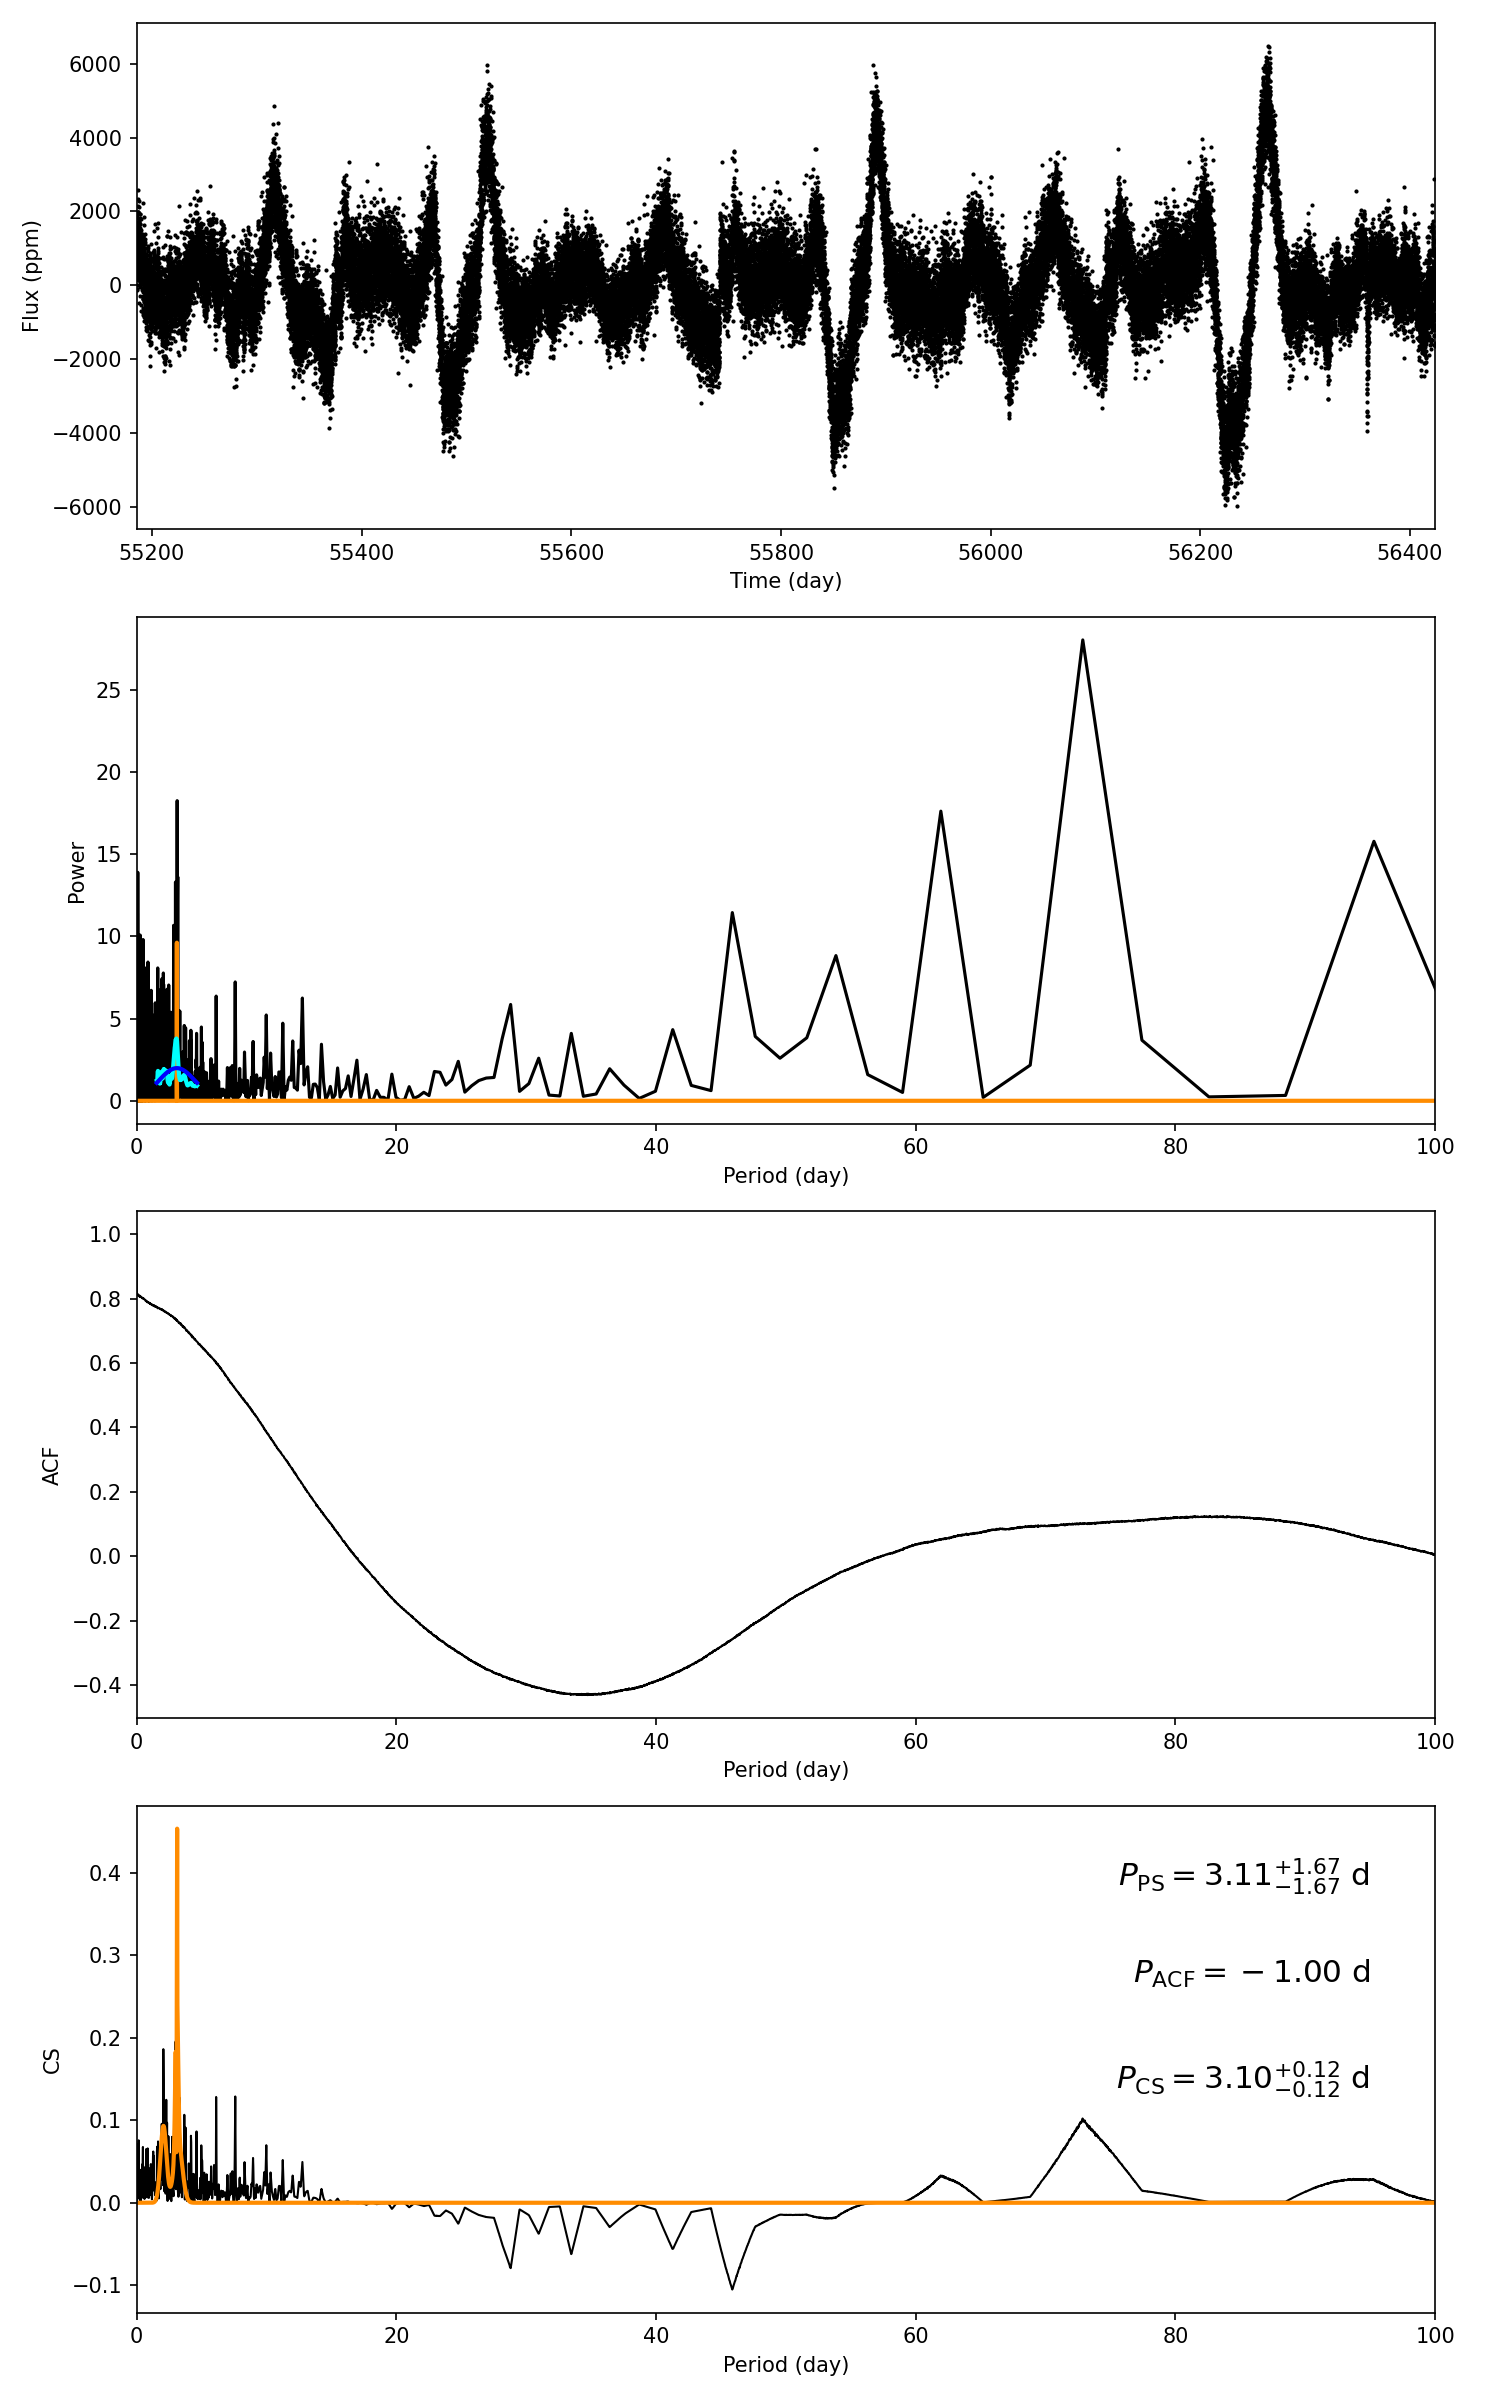 6000
4000
2000
0
−2000
−4000
−6000
Flux (ppm)
55200 55400 55600 55800 56000 56200 56400
Time (day)
25
20
15
10
5
0
Power
0 20 40 60 80 100
Period (day)
1.0
0.8
0.6
0.4
0.2
0.0
−0.2
−0.4
ACF
0 20 40 60 80 100
Period (day)
0.4
0.3
0.2
0.1
0.0
−0.1
CS
P_PS = 3.11 +1.67 −1.67 d
P_ACF = −1.00 d
P_CS = 3.10 +0.12 −0.12 d
0 20 40 60 80 100
Period (day)